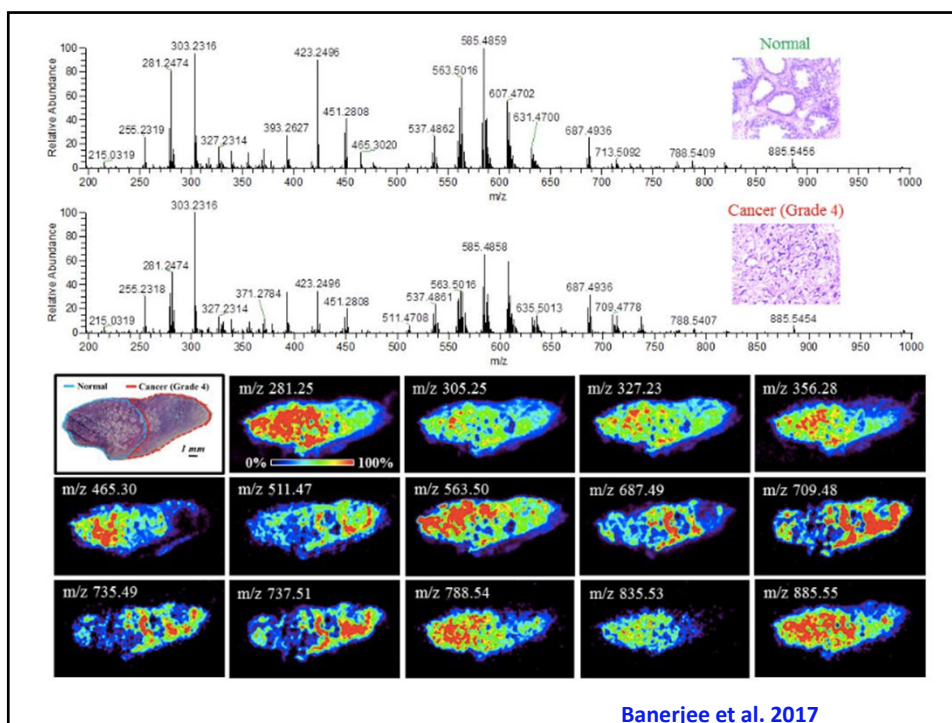 Normal
100
80
60
40
20
0
Relative Abundance
303.2316
281.2474
255.2319
215.0319
327.2314
393.2627
423.2496
451.2808
465.3020
537.4862
563.5016
585.4859
607.4702
631.4700
687.4936
713.5092
788.5409
885.5456
200 250 300 350 400 450 500 550 600 650 700 750 800 850 900 950 1000
m/z
Cancer (Grade 4)
100
80
60
40
20
0
Relative Abundance
303.2316
281.2474
255.2318
215.0319
327.2314
371.2784
423.2496
451.2808
511.4708
537.4861
563.5016
585.4858
635.5013
687.4936
709.4778
788.5407
885.5454
200 250 300 350 400 450 500 550 600 650 700 750 800 850 900 950 1000
m/z
Normal Cancer (Grade 4)
1 mm
m/z 281.25
0% 100%
m/z 305.25
m/z 327.23
m/z 356.28
m/z 465.30
m/z 511.47
m/z 563.50
m/z 687.49
m/z 709.48
m/z 735.49
m/z 737.51
m/z 788.54
m/z 835.53
m/z 885.55
Banerjee et al. 2017